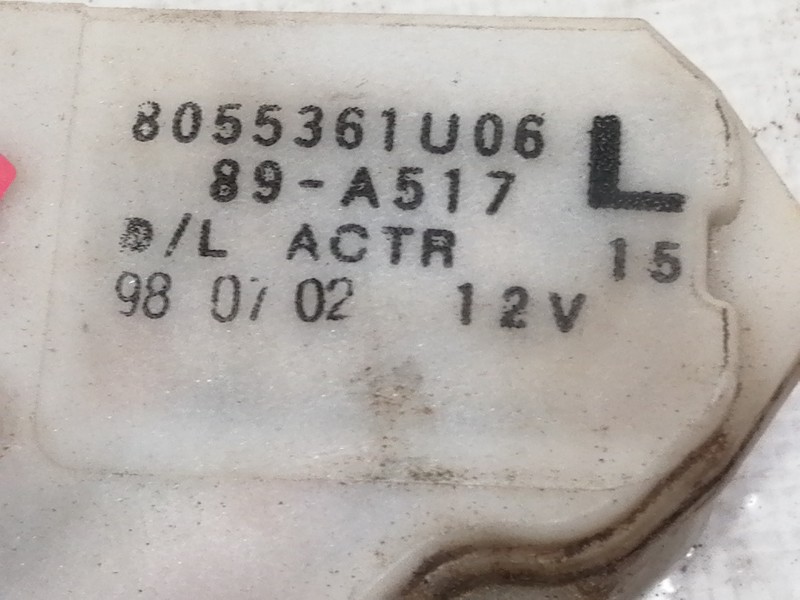 8055361U06
89-A517 L
D/L ACTR 15
98 07 02 12V